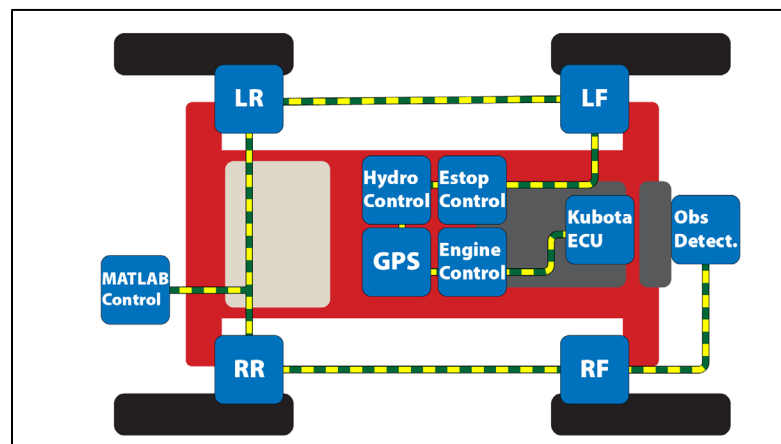 LR
LF
Hydro
Control
Estop
Control
Kubota
ECU
Obs
Detect.
GPS
Engine
Control
MATLAB
Control
RR
RF